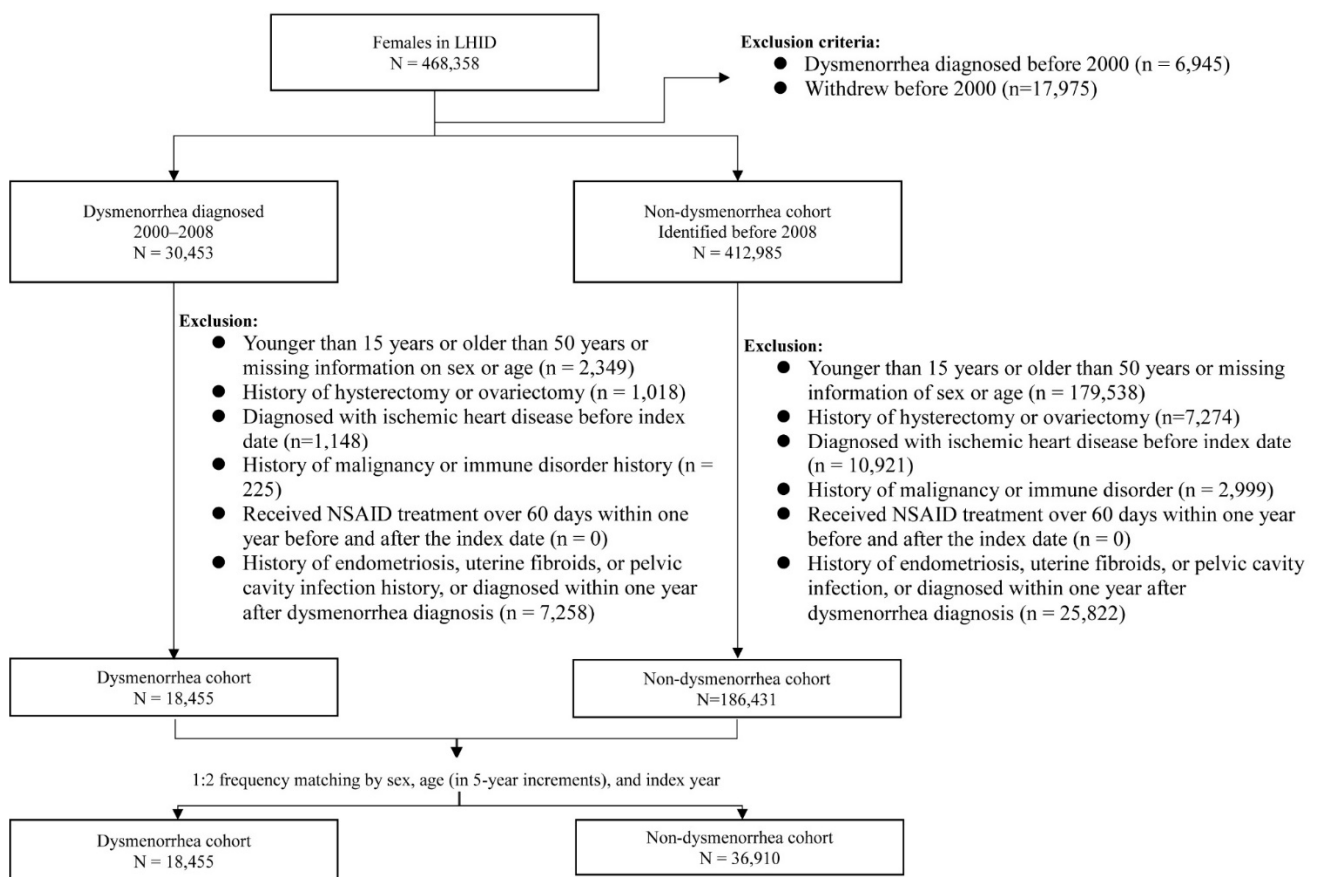 Females in LHID
N = 468,358
Exclusion criteria:
● Dysmenorrhea diagnosed before 2000 (n = 6,945)
● Withdrew before 2000 (n=17,975)
Dysmenorrhea diagnosed
2000–2008
N = 30,453
Non-dysmenorrhea cohort
Identified before 2008
N = 412,985
Exclusion:
● Younger than 15 years or older than 50 years or
missing information on sex or age (n = 2,349)
● History of hysterectomy or ovariectomy (n = 1,018)
● Diagnosed with ischemic heart disease before index
date (n=1,148)
● History of malignancy or immune disorder history (n =
225)
● Received NSAID treatment over 60 days within one
year before and after the index date (n = 0)
● History of endometriosis, uterine fibroids, or pelvic
cavity infection history, or diagnosed within one year
after dysmenorrhea diagnosis (n = 7,258)
Exclusion:
● Younger than 15 years or older than 50 years or missing
information of sex or age (n = 179,538)
● History of hysterectomy or ovariectomy (n=7,274)
● Diagnosed with ischemic heart disease before index date
(n = 10,921)
● History of malignancy or immune disorder (n = 2,999)
● Received NSAID treatment over 60 days within one year
before and after the index date (n = 0)
● History of endometriosis, uterine fibroids, or pelvic cavity
infection, or diagnosed within one year after
dysmenorrhea diagnosis (n = 25,822)
Dysmenorrhea cohort
N = 18,455
Non-dysmenorrhea cohort
N=186,431
1:2 frequency matching by sex, age (in 5-year increments), and index year
Dysmenorrhea cohort
N = 18,455
Non-dysmenorrhea cohort
N = 36,910